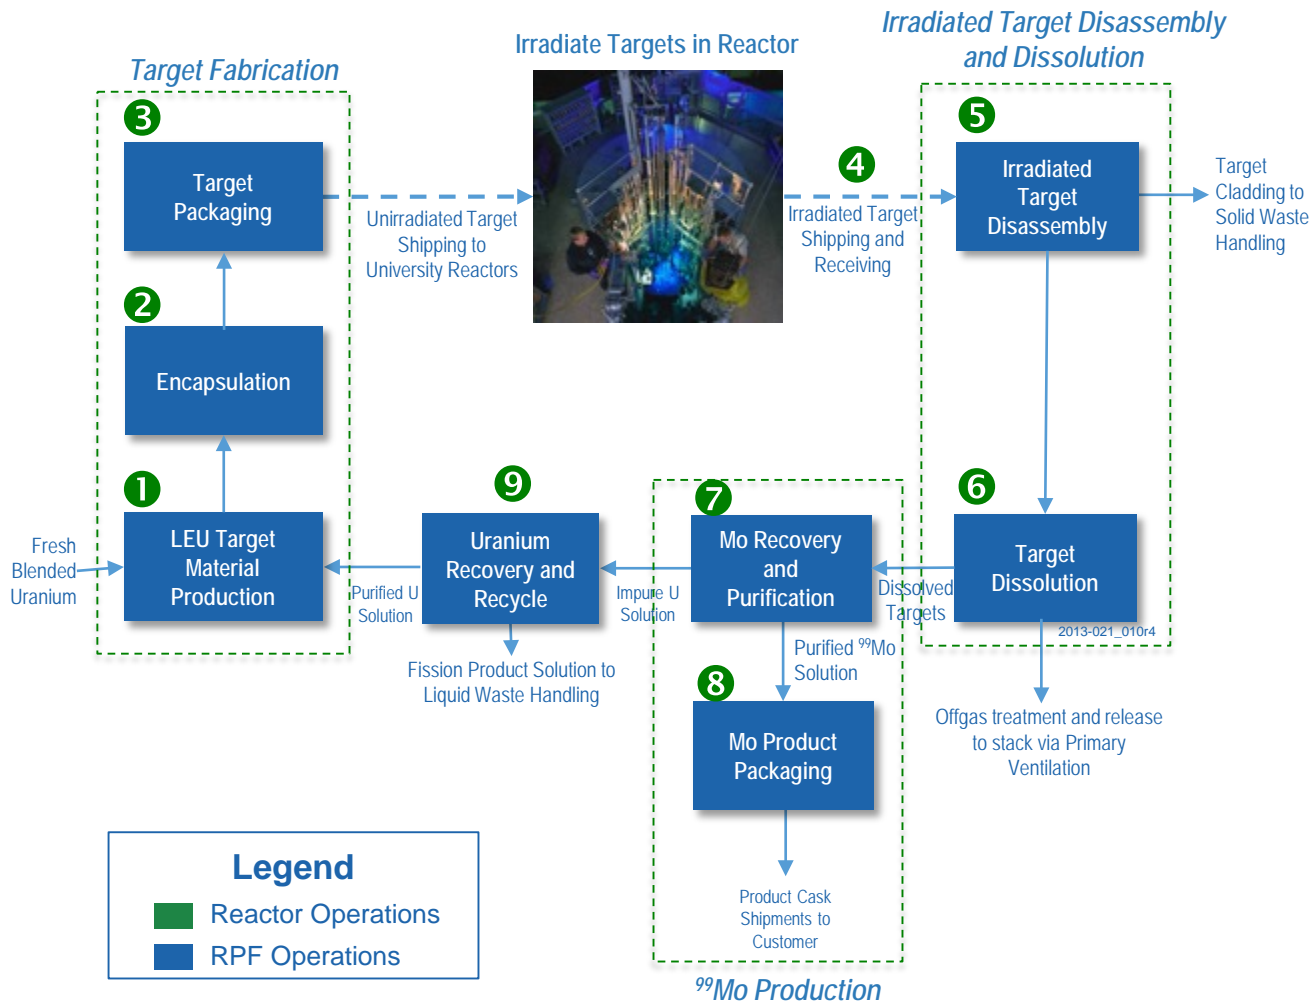 Target Fabrication
Irradiate Targets in Reactor
Irradiated Target Disassembly
and Dissolution
3
Target
Packaging
Unirradiated Target
Shipping to
University Reactors
4
Irradiated Target
Shipping and
Receiving
5
Irradiated
Target
Disassembly
Target
Cladding to
Solid Waste
Handling
2
Encapsulation
1
LEU Target
Material
Production
Fresh
Blended
Uranium
Purified U
Solution
9
Uranium
Recovery and
Recycle
Impure U
Solution
Fission Product Solution to
Liquid Waste Handling
7
Mo Recovery
and
Purification
Dissolved
Targets
6
Target
Dissolution
2013-021_010r4
Purified ⁹⁹Mo
Solution
8
Mo Product
Packaging
Offgas treatment and release
to stack via Primary
Ventilation
Product Cask
Shipments to
Customer
⁹⁹Mo Production
Legend
Reactor Operations
RPF Operations